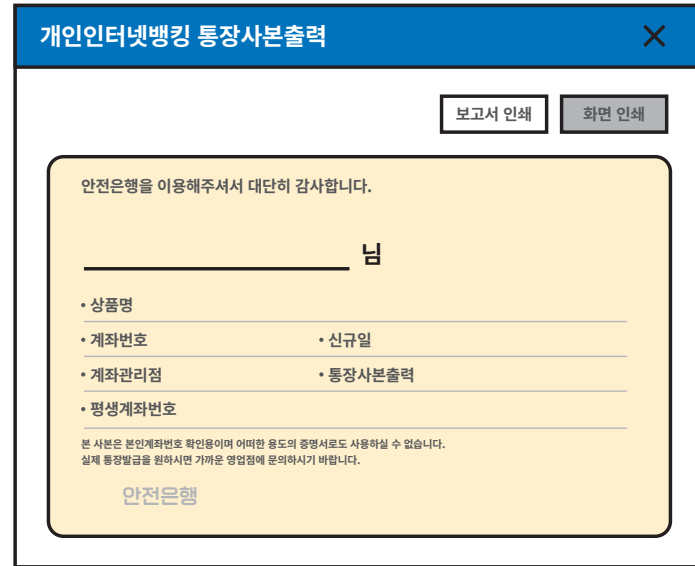 개인인터넷뱅킹 통장사본출력
보고서 인쇄 화면 인쇄
안전은행을 이용해주셔서 대단히 감사합니다.
님
• 상품명
• 계좌번호 • 신규일
• 계좌관리점 • 통장사본출력
• 평생계좌번호
본 사본은 본인계좌번호 확인용이며 어떠한 용도의 증명서로도 사용하실 수 없습니다.
실제 통장발급을 원하시면 가까운 영업점에 문의하시기 바랍니다.
안전은행